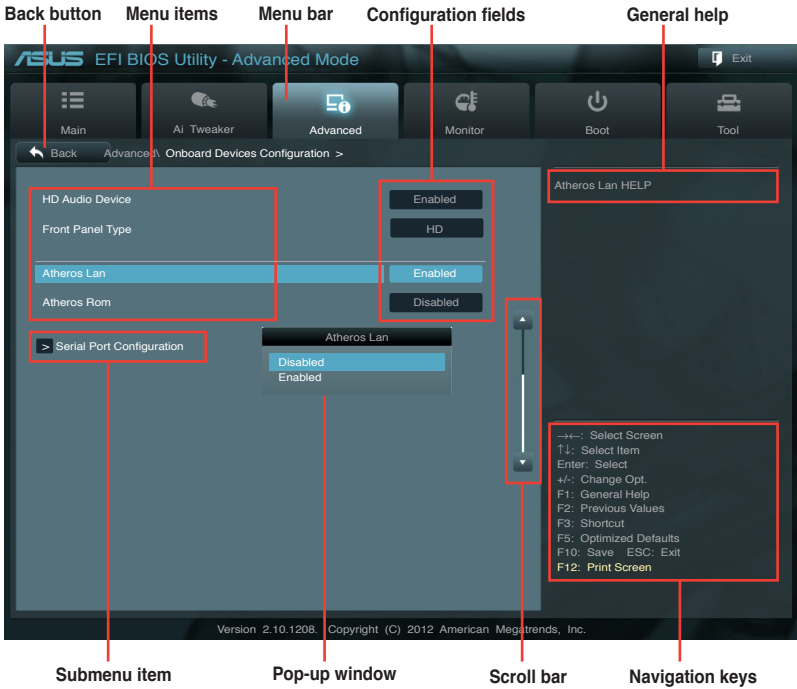 Back button Menu items Menu bar Configuration fields General help
ASUS EFI BIOS Utility - Advanced Mode Exit
Main Ai Tweaker Advanced Monitor Boot Tool
Back Advanced\ Onboard Devices Configuration >
Atheros Lan HELP
HD Audio Device Enabled
Front Panel Type HD
Atheros Lan Enabled
Atheros Rom Disabled
> Serial Port Configuration
Atheros Lan
Disabled
Enabled
→←: Select Screen
↑↓: Select Item
Enter: Select
+/-: Change Opt.
F1: General Help
F2: Previous Values
F3: Shortcut
F5: Optimized Defaults
F10: Save ESC: Exit
F12: Print Screen
Version 2.10.1208. Copyright (C) 2012 American Megatrends, Inc.
Submenu item Pop-up window Scroll bar Navigation keys